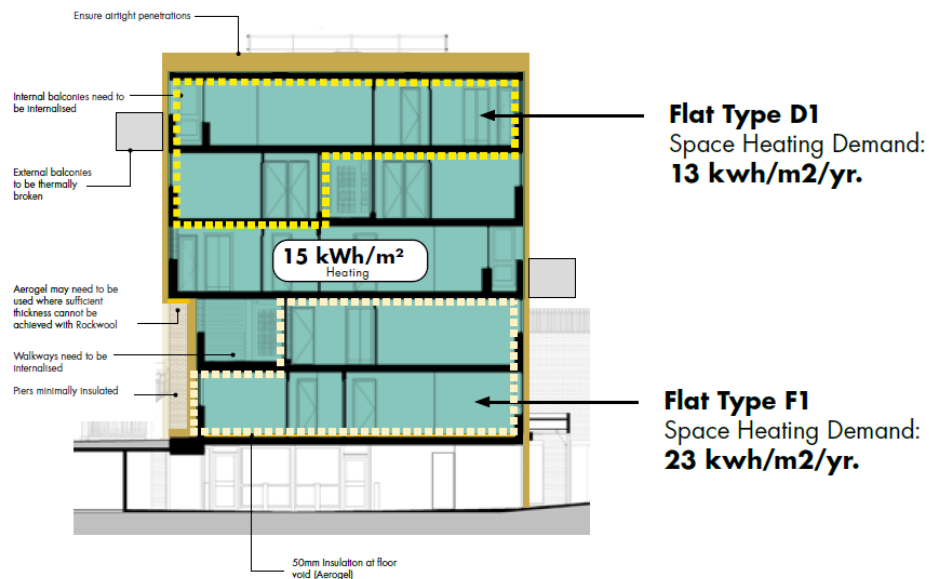 Ensure airtight penetrations
Internal balconies need to
be internalised
External balconies
to be thermally
broken
Aerogel may need to be
used where sufficient
thickness cannot be
achieved with Rockwool
Walkways need to be
internalised
Piers minimally insulated
15 kWh/m²
Heating
50mm Insulation at floor
void (Aerogel)
Flat Type D1
Space Heating Demand:
13 kwh/m2/yr.
Flat Type F1
Space Heating Demand:
23 kwh/m2/yr.